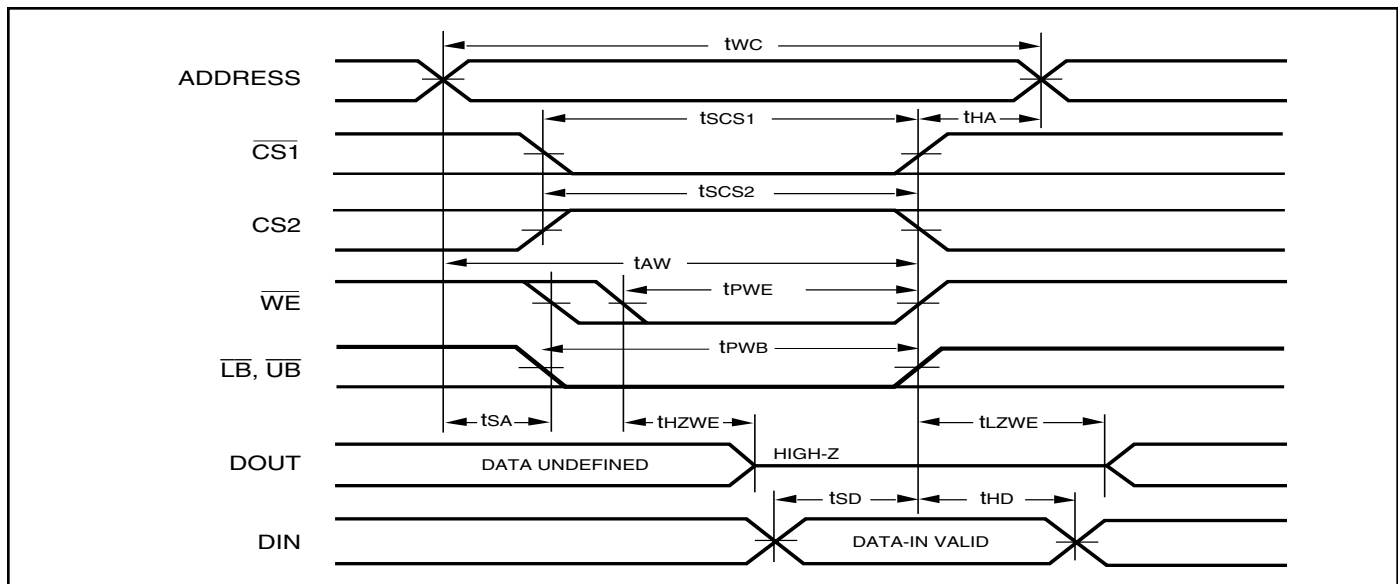 tWC
ADDRESS
tSCS1
tHA
CS1
tSCS2
CS2
tAW
WE
tPWE
LB, UB
tPWB
tSA
tHZWE
tLZWE
DOUT
DATA UNDEFINED
HIGH-Z
tSD
tHD
DIN
DATA-IN VALID